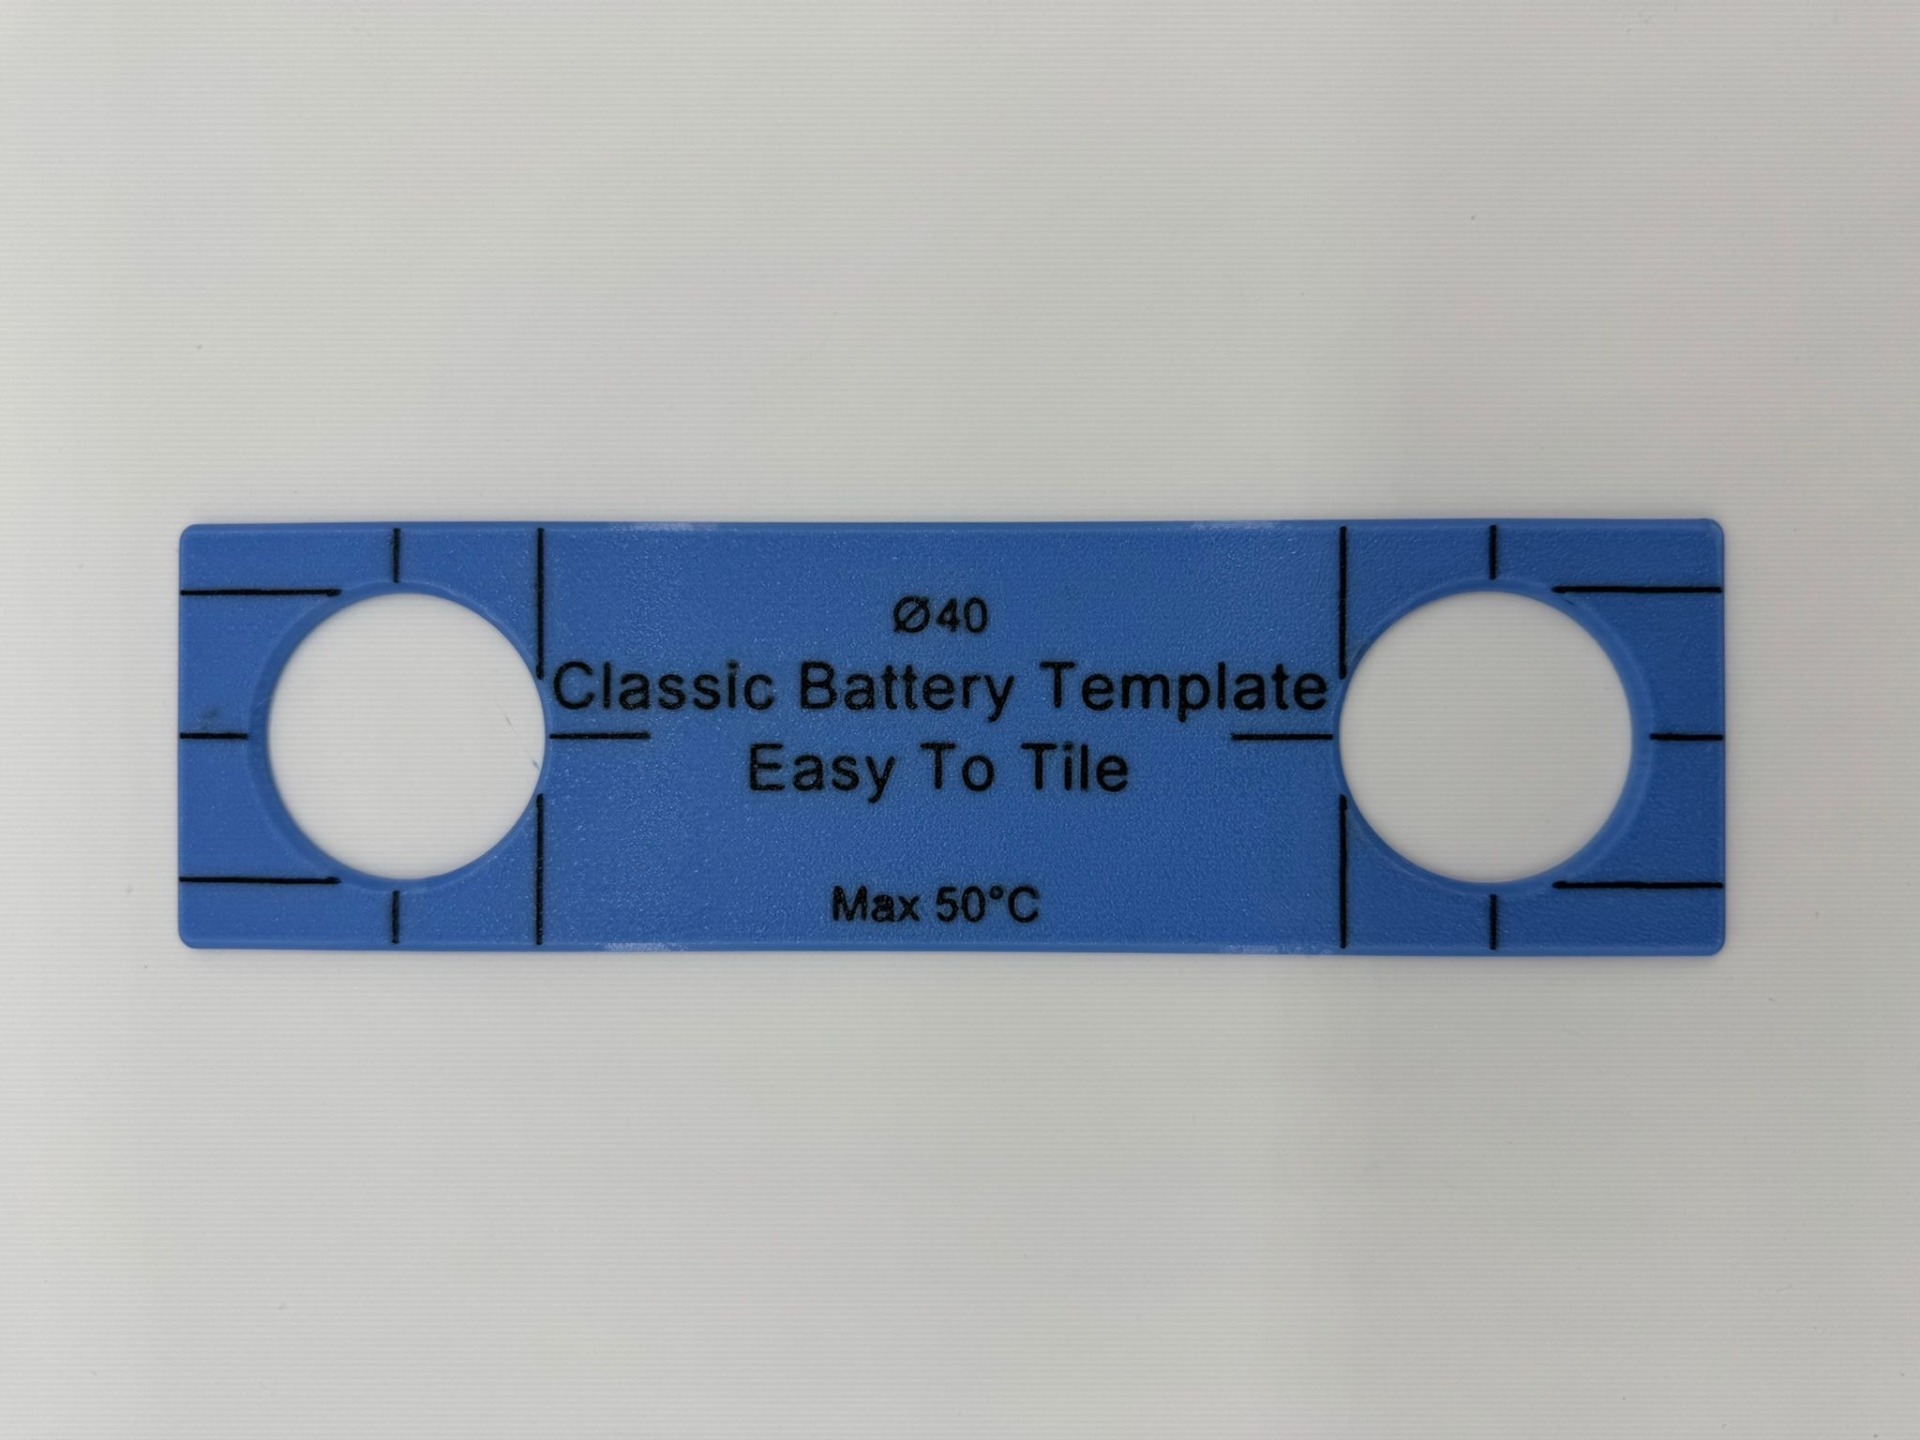 Ø40
Classic Battery Template
Easy To Tile
Max 50°C